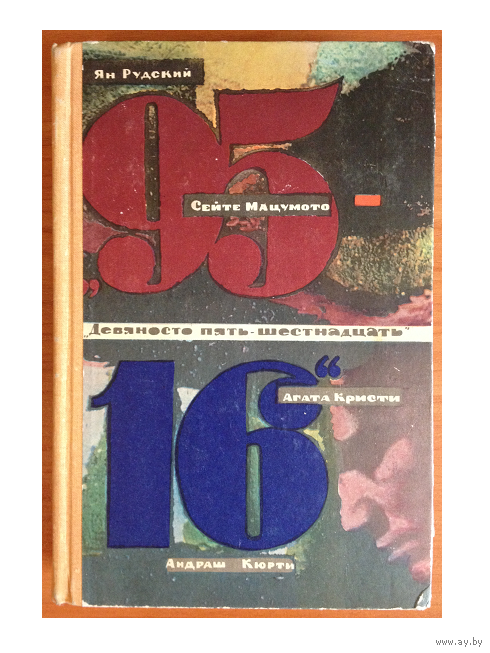 Ян Рудский
„95-
Сейте Мацумото
„Девяносто пять-шестнадцать“
16“
Агата Кристи
Андраш Кюрти
www.ay.by